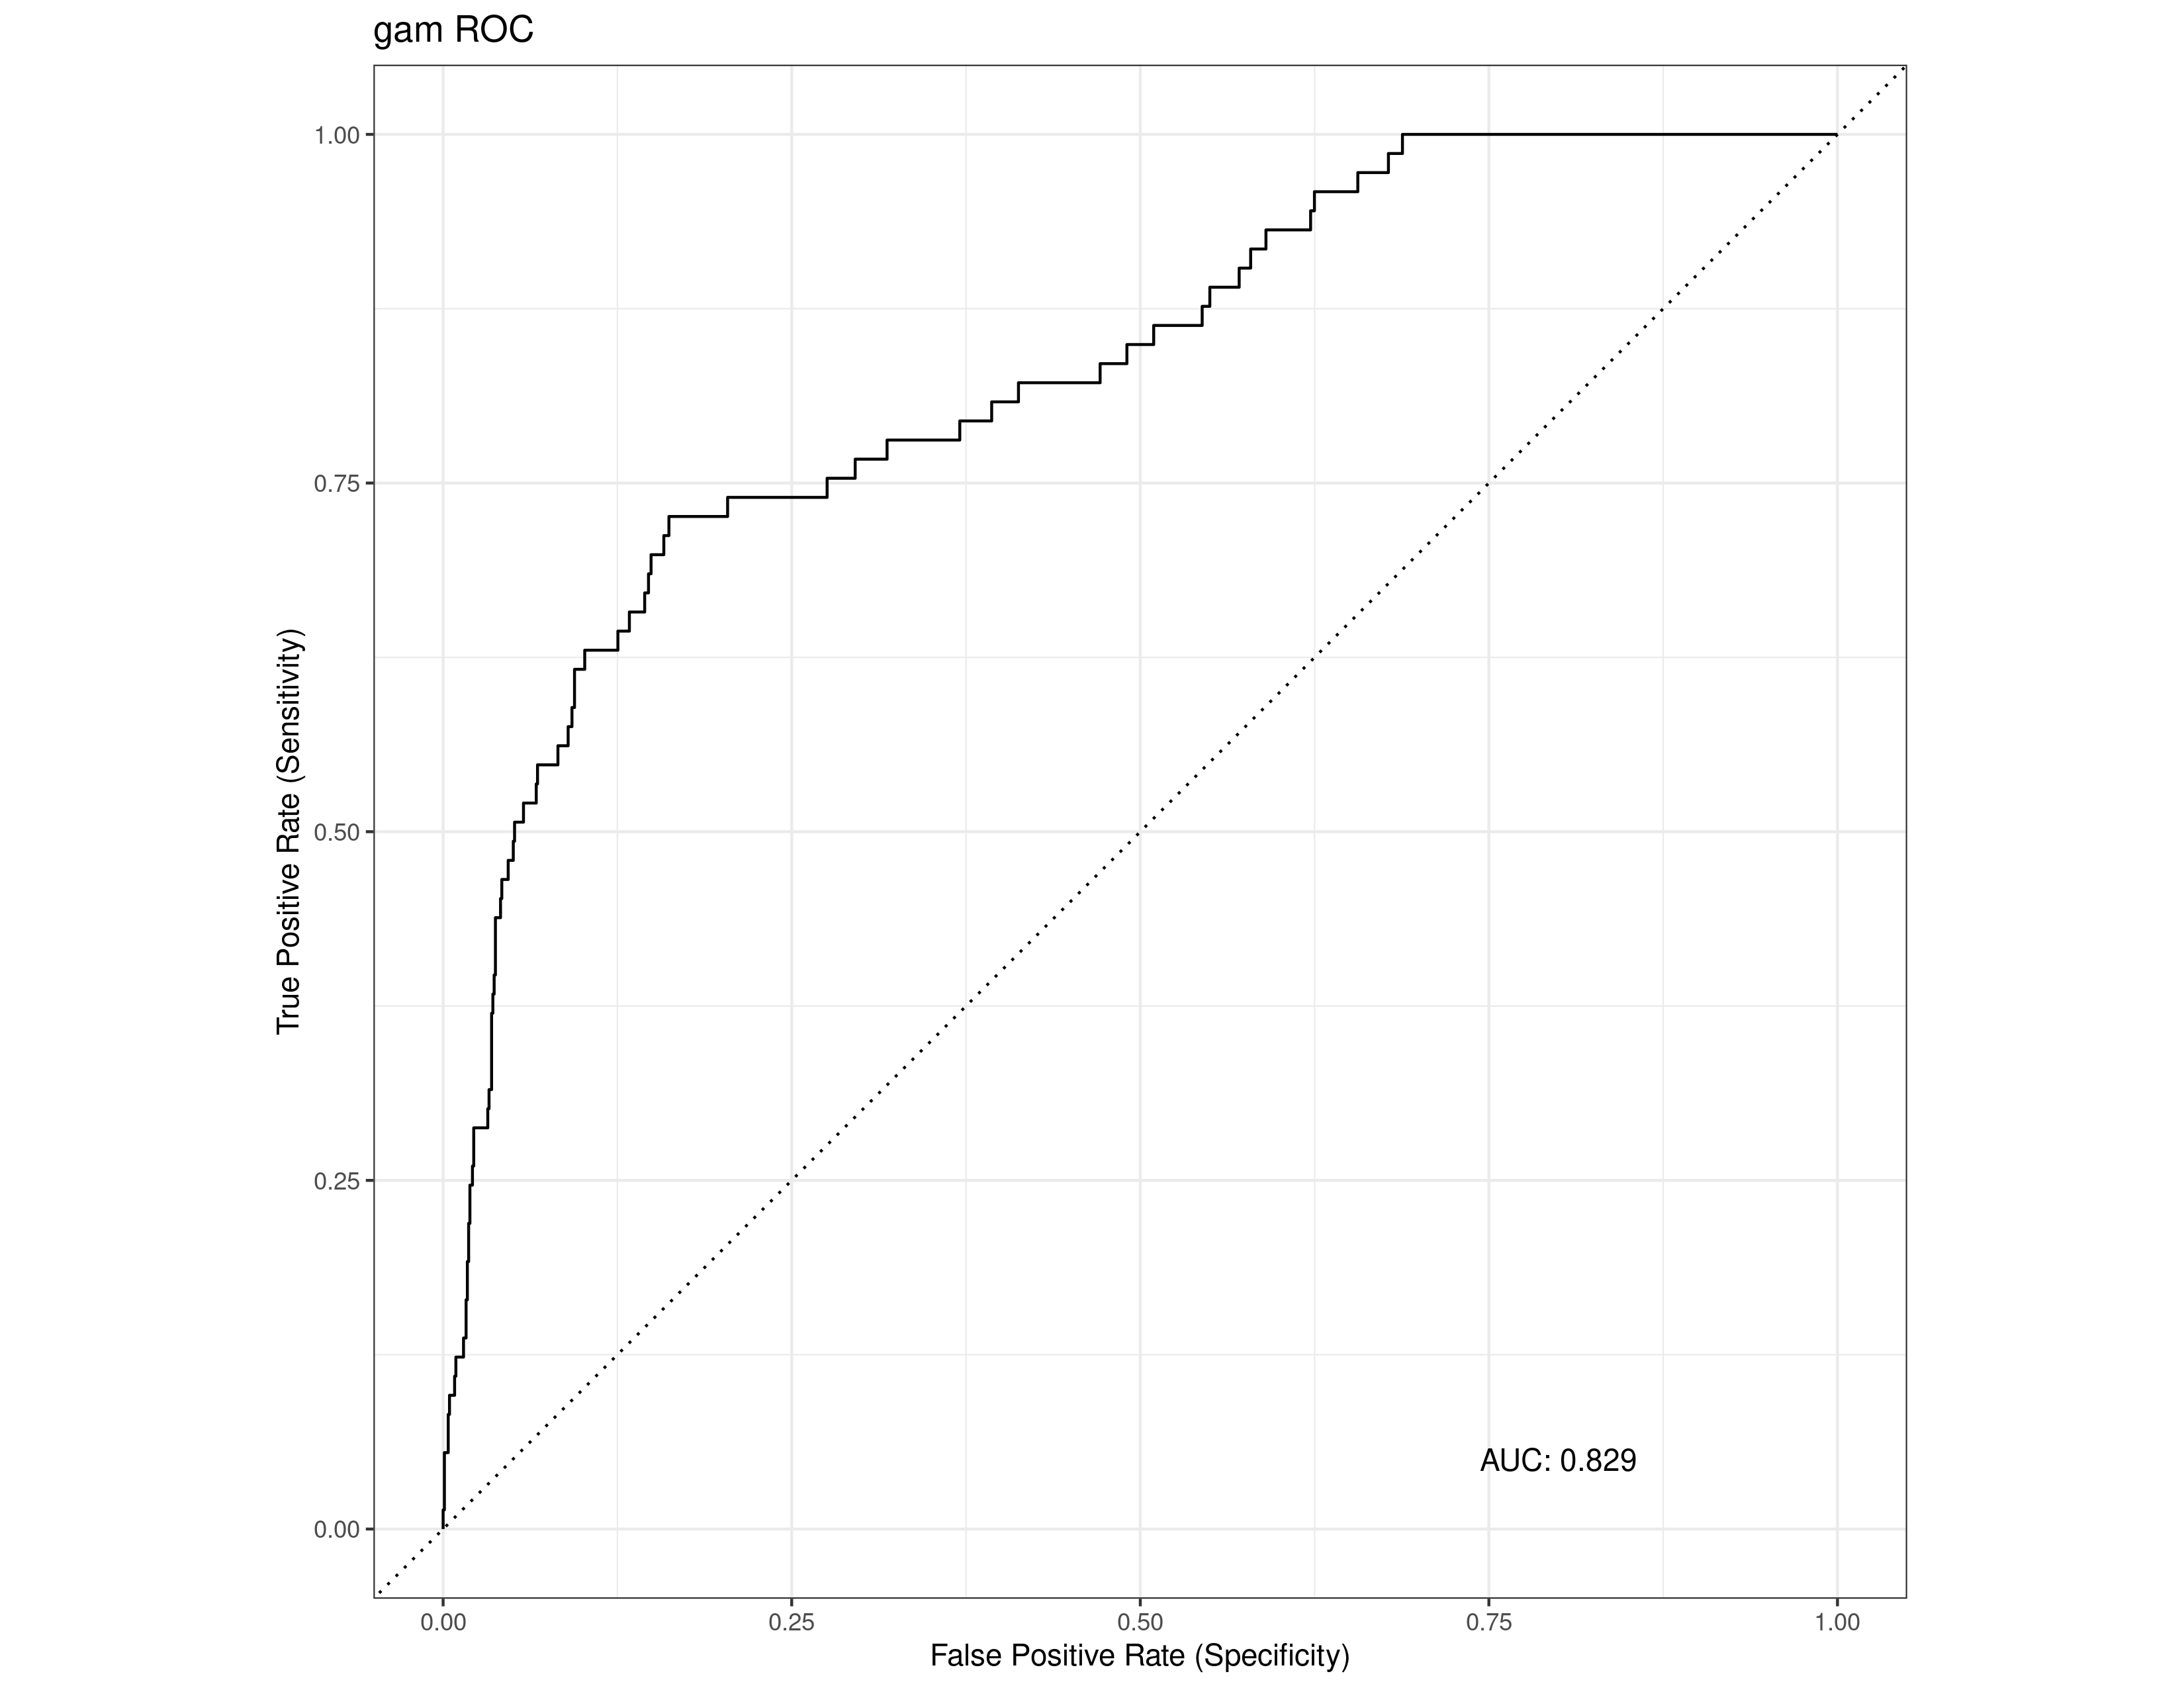 gam ROC
1.00
0.75
0.50
0.25
0.00
True Positive Rate (Sensitivity)
AUC: 0.829
0.00
0.25
0.50
0.75
1.00
False Positive Rate (Specificity)